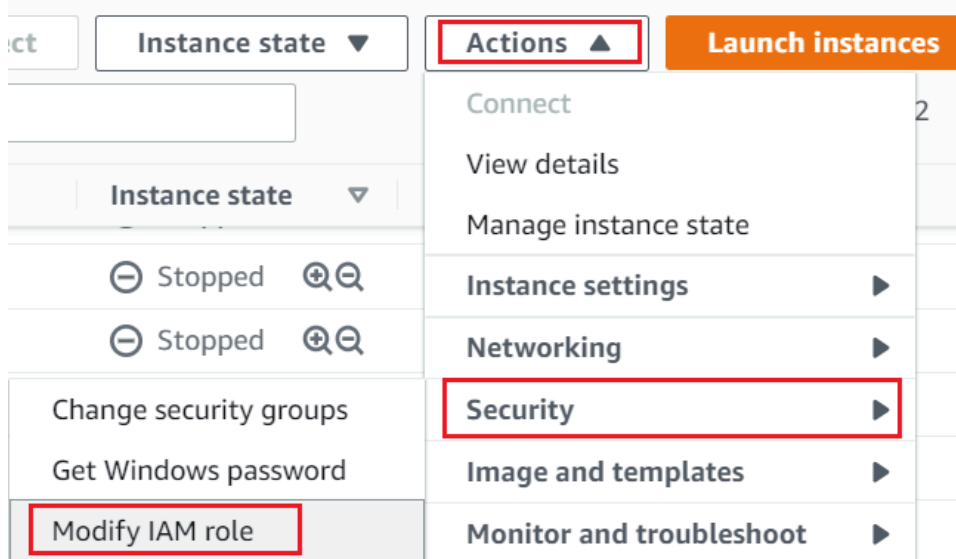 ct
Instance state
Actions
Launch instances
Connect
2
View details
Instance state
Manage instance state
Stopped
Instance settings
Stopped
Networking
Change security groups
Security
Get Windows password
Image and templates
Modify IAM role
Monitor and troubleshoot